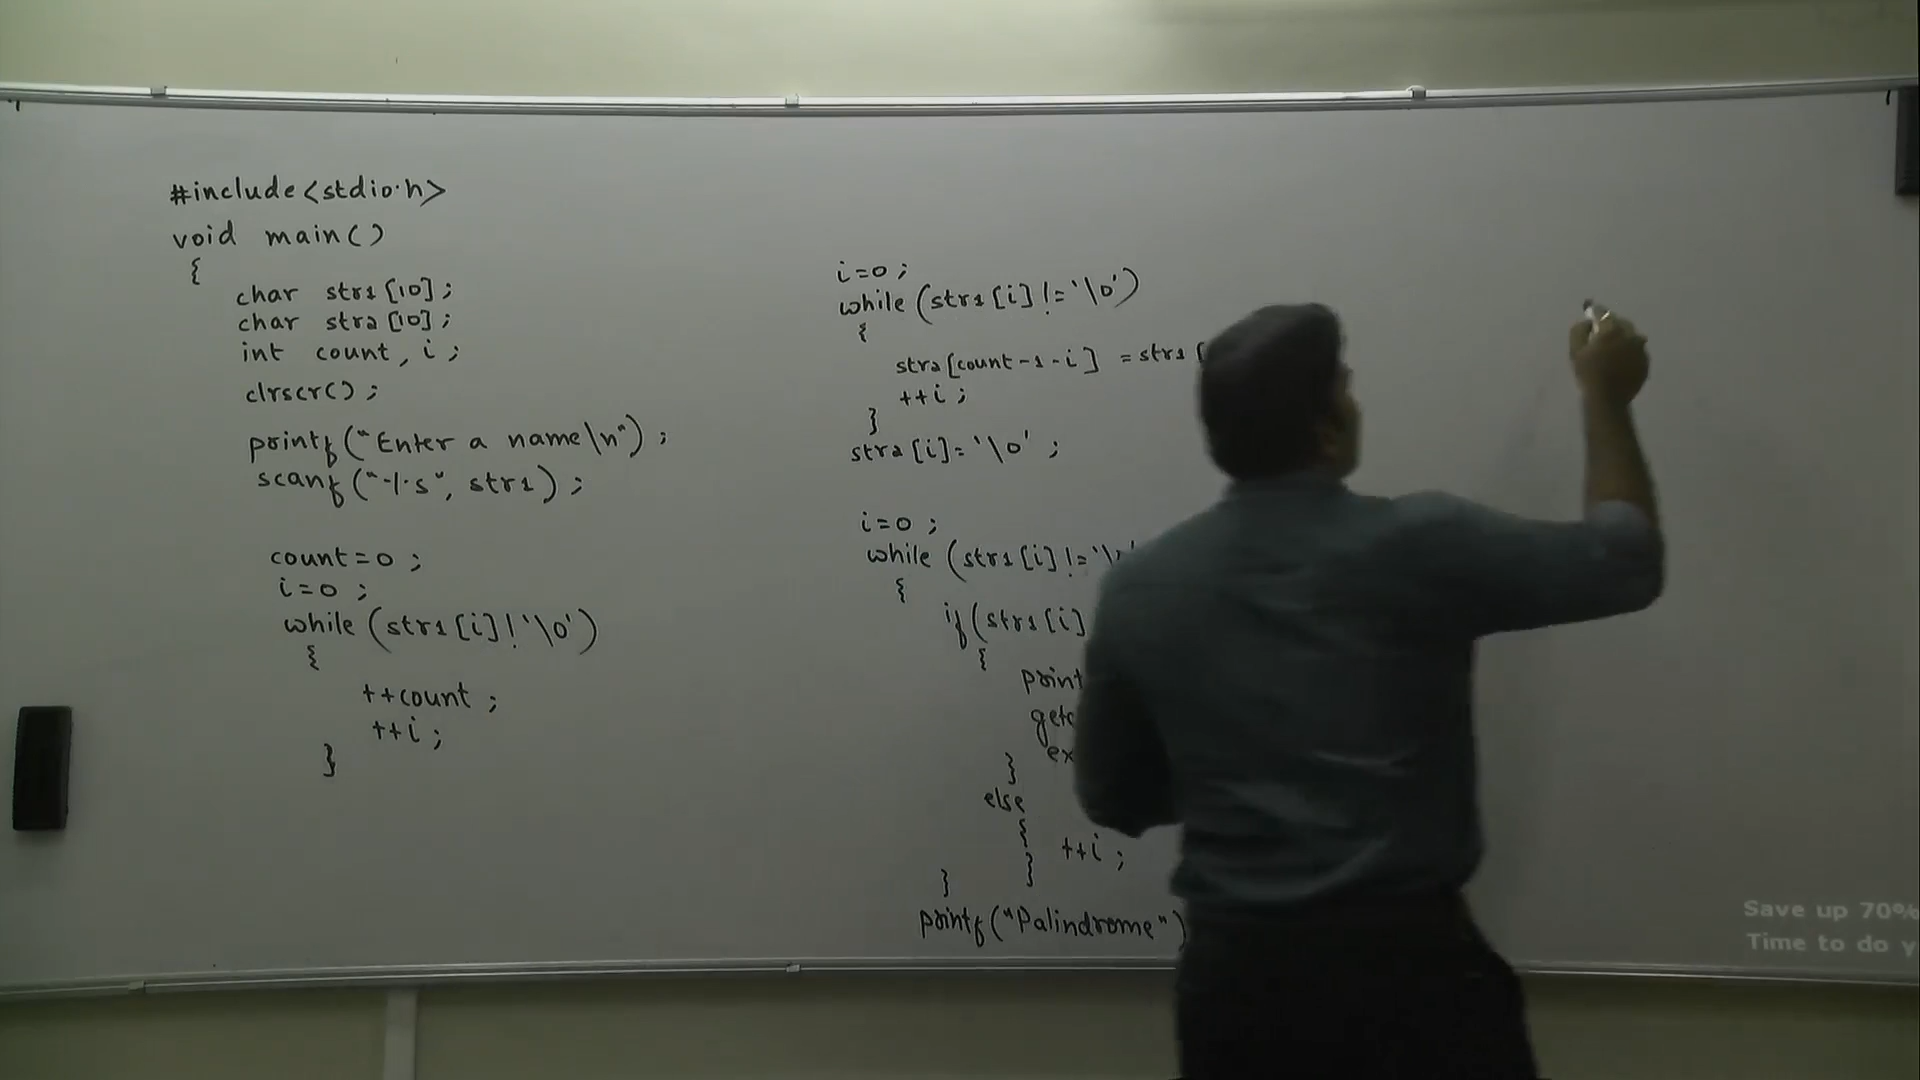 #include<stdio.h>
void main()
{
char str1[10];
char str2[10];
int count, i;
clrscr();
printf("Enter a name\n");
scanf("%s", str1);
count=0;
i=0;
while(str1[i]!'\0')
{
++count;
++i;
}
i=0;
while(str1[i]!='\0')
{
str2[count-1-i] =str1[
++i;
}
str2[i]='\0';
i=0;
while(str1[i]!='\0'
{
if(str1[i]
{
print
}
else
{
++i;
}
}
printf("Palindrome")
Save up 70%
Time to do y